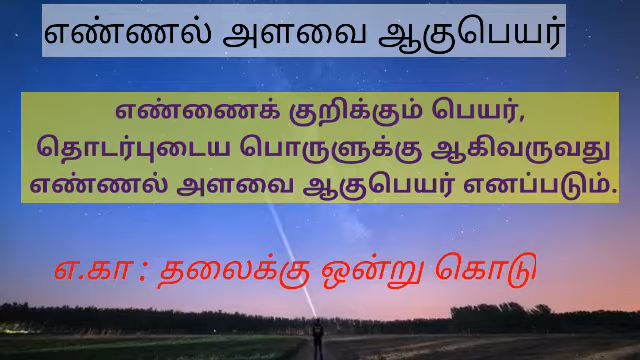 எண்ணல் அளவை ஆகுபெயர்
எண்ணைக் குறிக்கும் பெயர்,
தொடர்புடைய பொருளுக்கு ஆகிவருவது
எண்ணல் அளவை ஆகுபெயர் எனப்படும்.
எ.கா : தலைக்கு ஒன்று கொடு